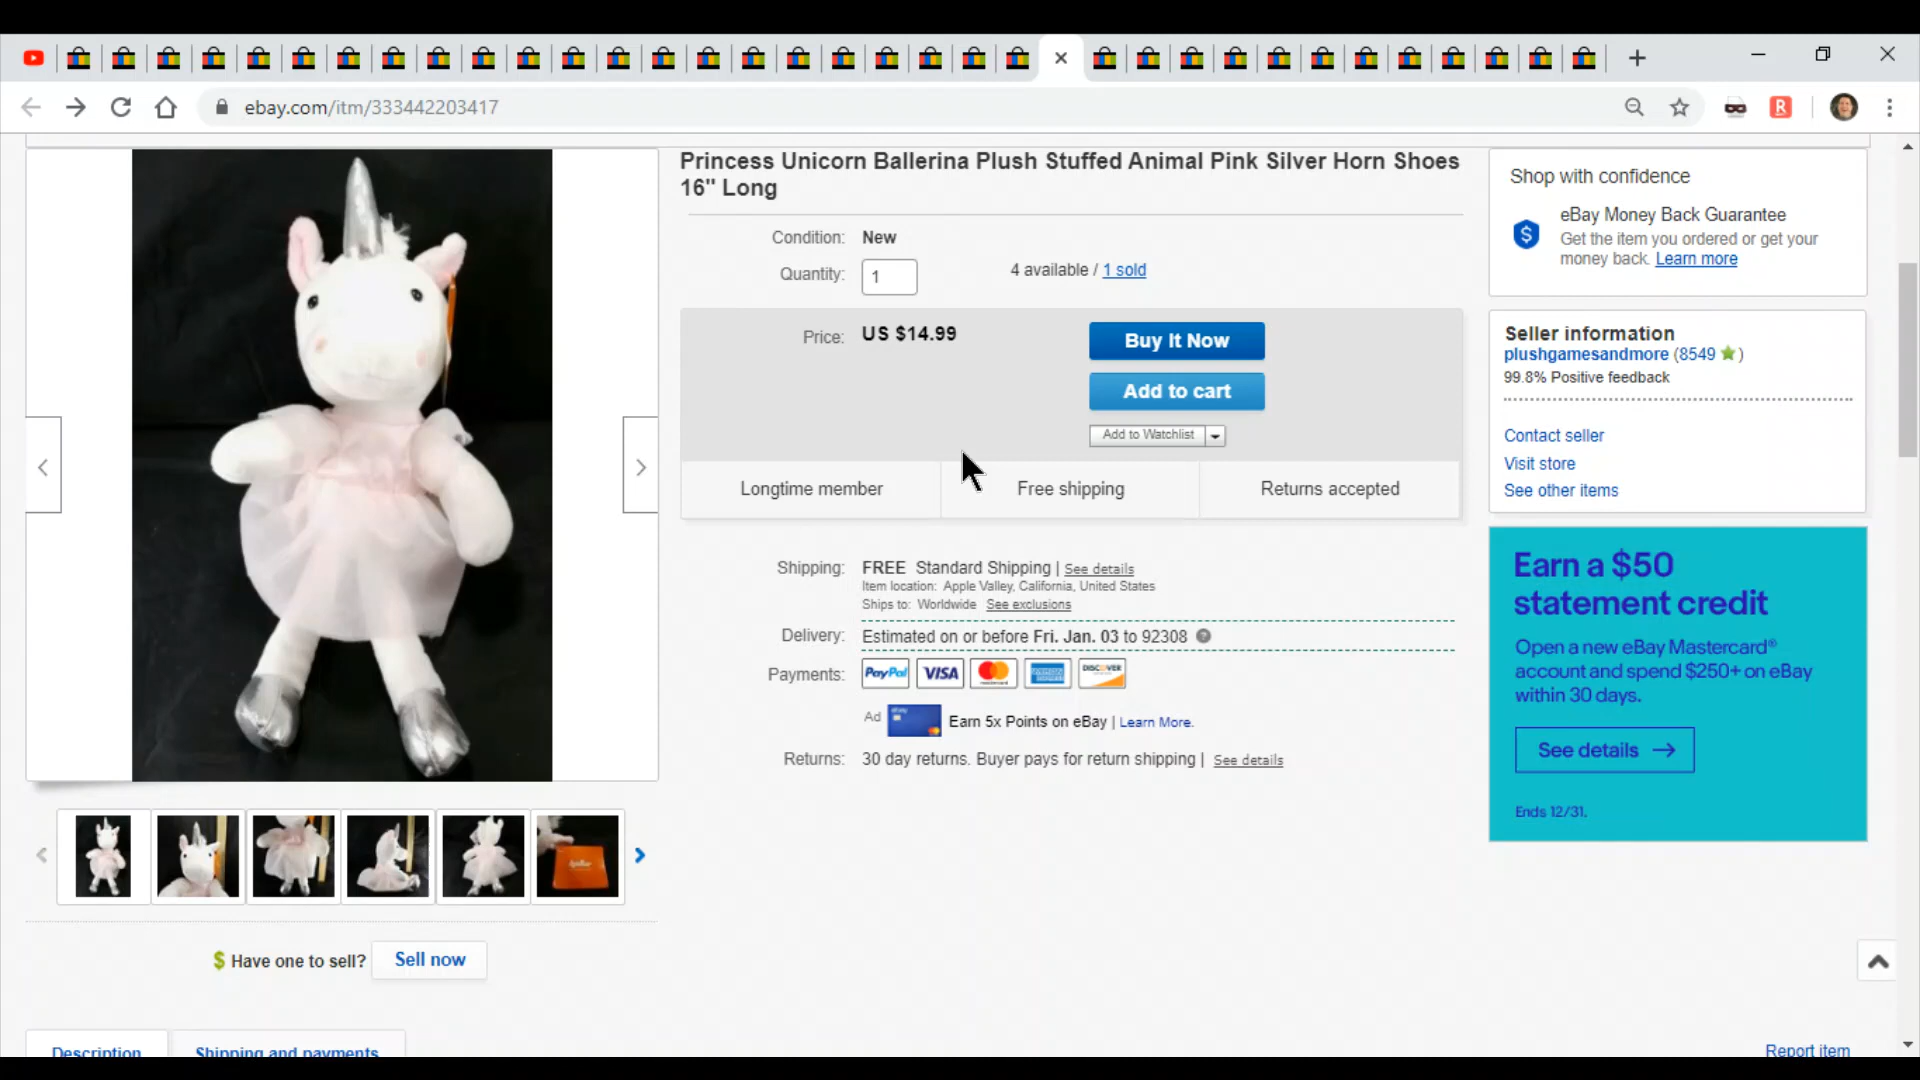 ebay.com/itm/333442203417
Princess Unicorn Ballerina Plush Stuffed Animal Pink Silver Horn Shoes
16" Long
Condition: New
Quantity: 1 4 available / 1 sold
Price: US $14.99
Buy It Now
Add to cart
Add to Watchlist
Longtime member Free shipping Returns accepted
Shipping: FREE Standard Shipping | See details
Item location: Apple Valley, California, United States
Ships to: Worldwide See exclusions
Delivery: Estimated on or before Fri. Jan. 03 to 92308
Payments: PayPal VISA mastercard DISCOVER
Ad ebay Earn 5x Points on eBay | Learn More.
Returns: 30 day returns. Buyer pays for return shipping | See details
Shop with confidence
eBay Money Back Guarantee
Get the item you ordered or get your
money back. Learn more
Seller information
plushgamesandmore (8549)
99.8% Positive feedback
Contact seller
Visit store
See other items
Earn a $50
statement credit
Open a new eBay Mastercard®
account and spend $250+ on eBay
within 30 days.
See details
Ends 12/31.
$ Have one to sell? Sell now
Description Shipping and payments
Report item